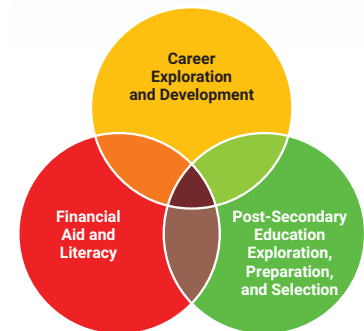 Career
Exploration
and Development
Financial
Aid and
Literacy
Post-Secondary
Education
Exploration,
Preparation,
and Selection